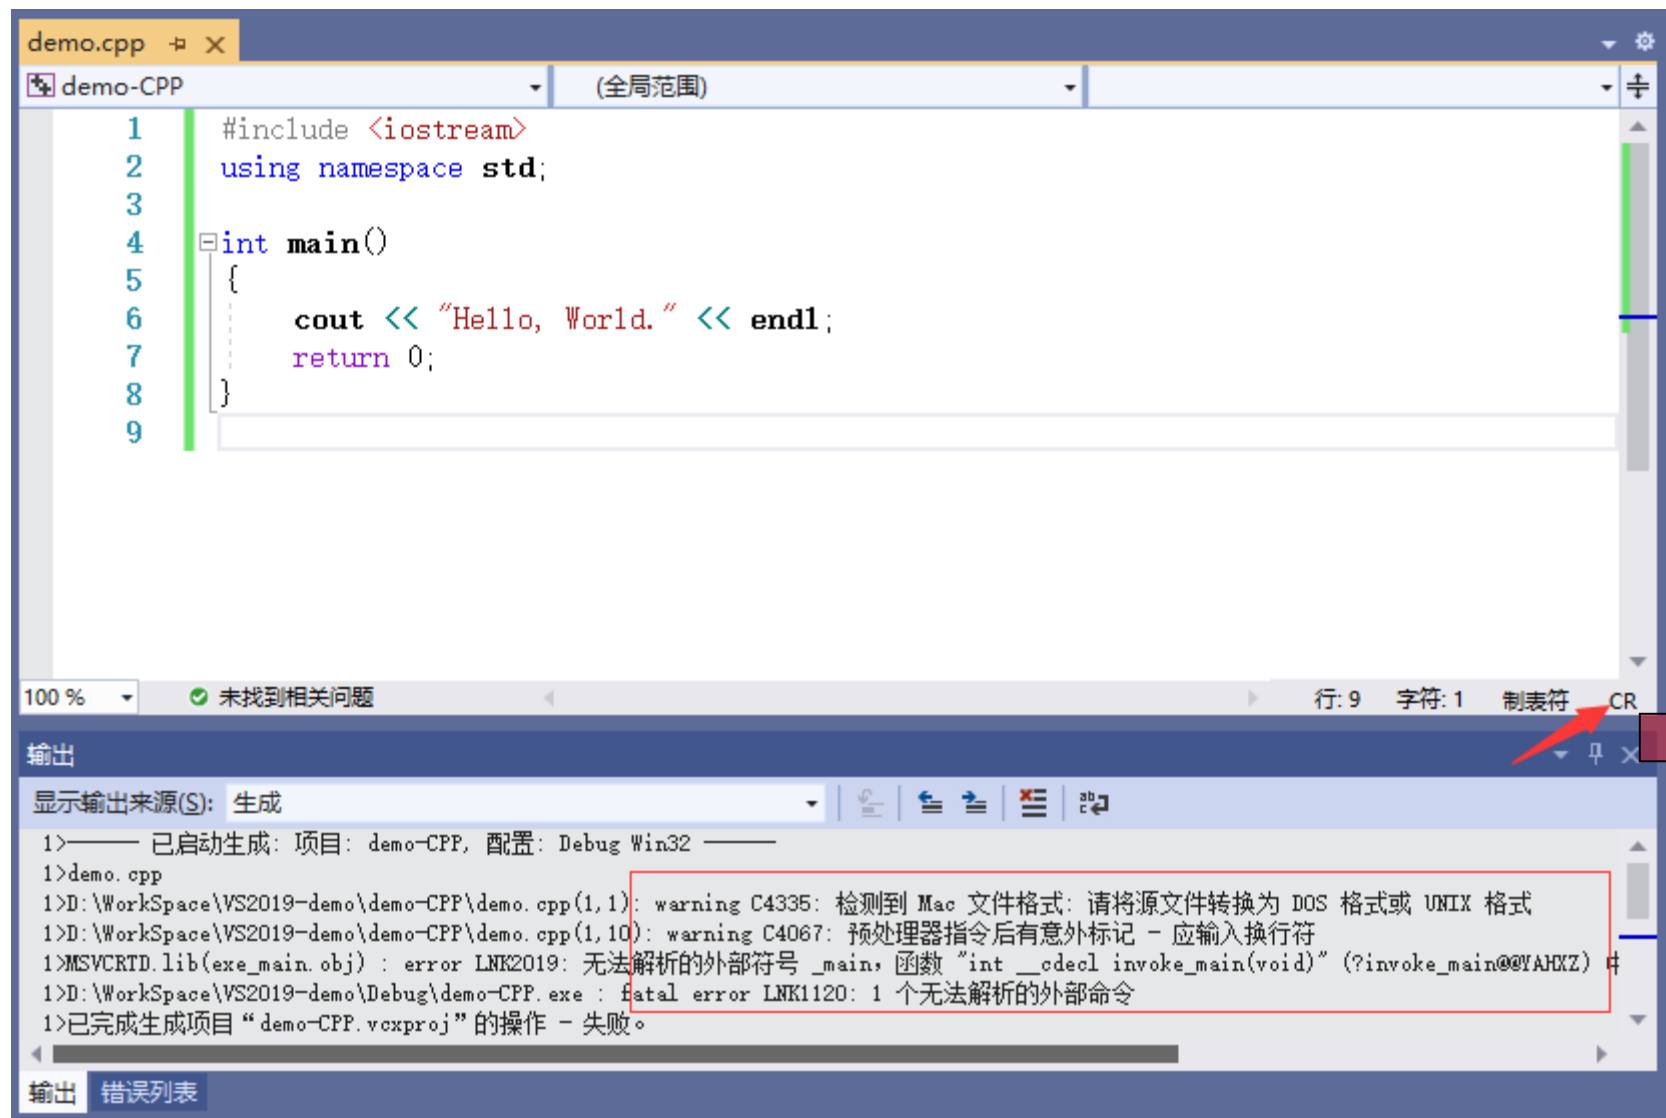 demo.cpp
demo-CPP (全局范围)
1 #include <iostream>
2 using namespace std;
3
4 int main()
5 {
6 cout << "Hello, World." << endl;
7 return 0;
8 }
9
100 % 未找到相关问题 行: 9 字符: 1 制表符 CR
输出
显示输出来源(S): 生成
1>------ 已启动生成: 项目: demo-CPP, 配置: Debug Win32 ------
1>demo.cpp
1>D:\WorkSpace\VS2019-demo\demo-CPP\demo.cpp(1,1): warning C4335: 检测到 Mac 文件格式: 请将源文件转换为 DOS 格式或 UNIX 格式
1>D:\WorkSpace\VS2019-demo\demo-CPP\demo.cpp(1,10): warning C4067: 预处理器指令后有意外标记 - 应输入换行符
1>MSVCRTD.lib(exe_main.obj) : error LNK2019: 无法解析的外部符号 _main，函数 "int __cdecl invoke_main(void)" (?invoke_main@@YAHXZ)
1>D:\WorkSpace\VS2019-demo\Debug\demo-CPP.exe : fatal error LNK1120: 1 个无法解析的外部命令
1>已完成生成项目“demo-CPP.vcxproj”的操作 - 失败。
输出 错误列表